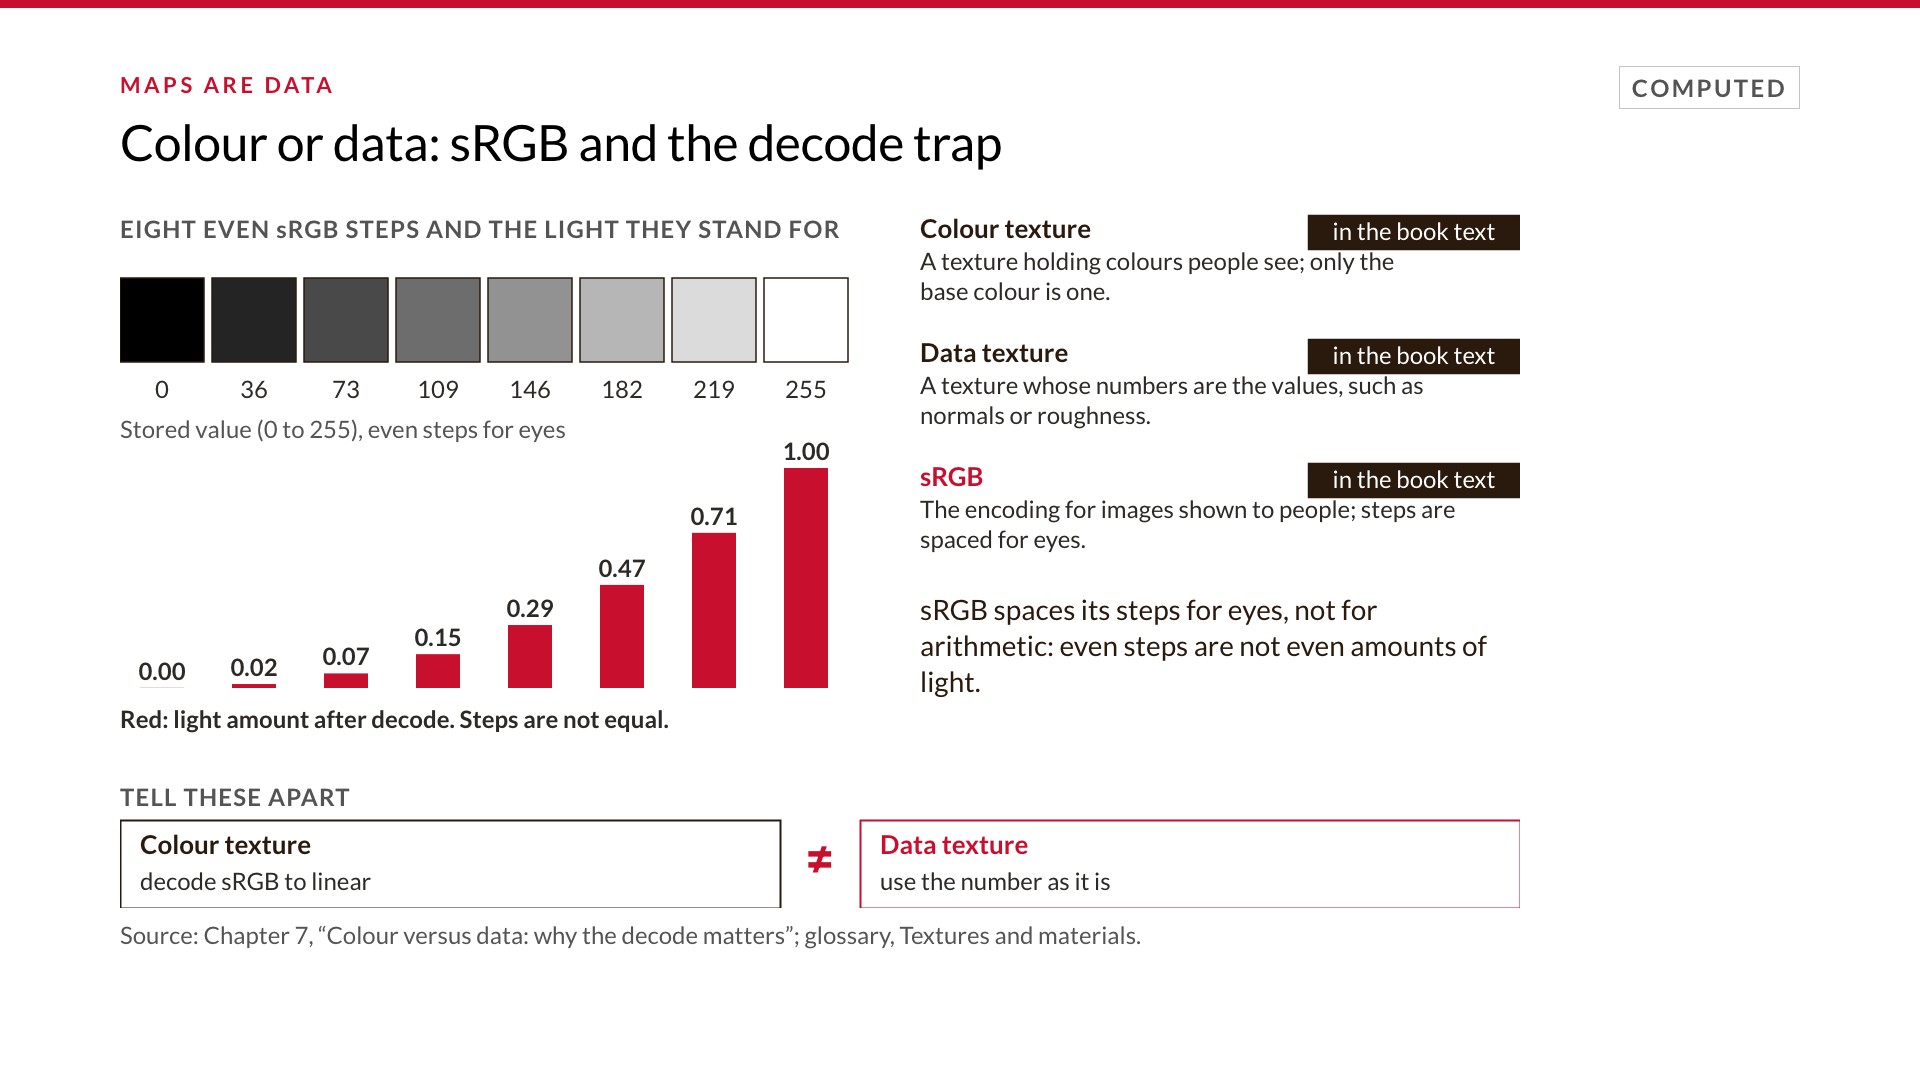 MAPS ARE DATA
COMPUTED
Colour or data: sRGB and the decode trap
EIGHT EVEN sRGB STEPS AND THE LIGHT THEY STAND FOR
0 36 73 109 146 182 219 255
Stored value (0 to 255), even steps for eyes
0.00 0.02 0.07 0.15 0.29 0.47 0.71 1.00
Red: light amount after decode. Steps are not equal.
Colour texture
in the book text
A texture holding colours people see; only the
base colour is one.
Data texture
in the book text
A texture whose numbers are the values, such as
normals or roughness.
sRGB
in the book text
The encoding for images shown to people; steps are
spaced for eyes.
sRGB spaces its steps for eyes, not for
arithmetic: even steps are not even amounts of
light.
TELL THESE APART
Colour texture
decode sRGB to linear
≠
Data texture
use the number as it is
Source: Chapter 7, “Colour versus data: why the decode matters”; glossary, Textures and materials.